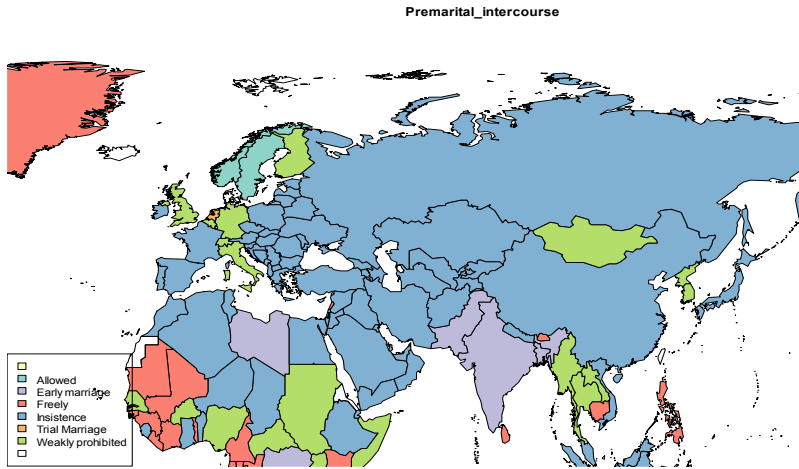 Premarital_intercourse
Allowed
Early marriage
Freely
Insistence
Trial Marriage
Weakly prohibited